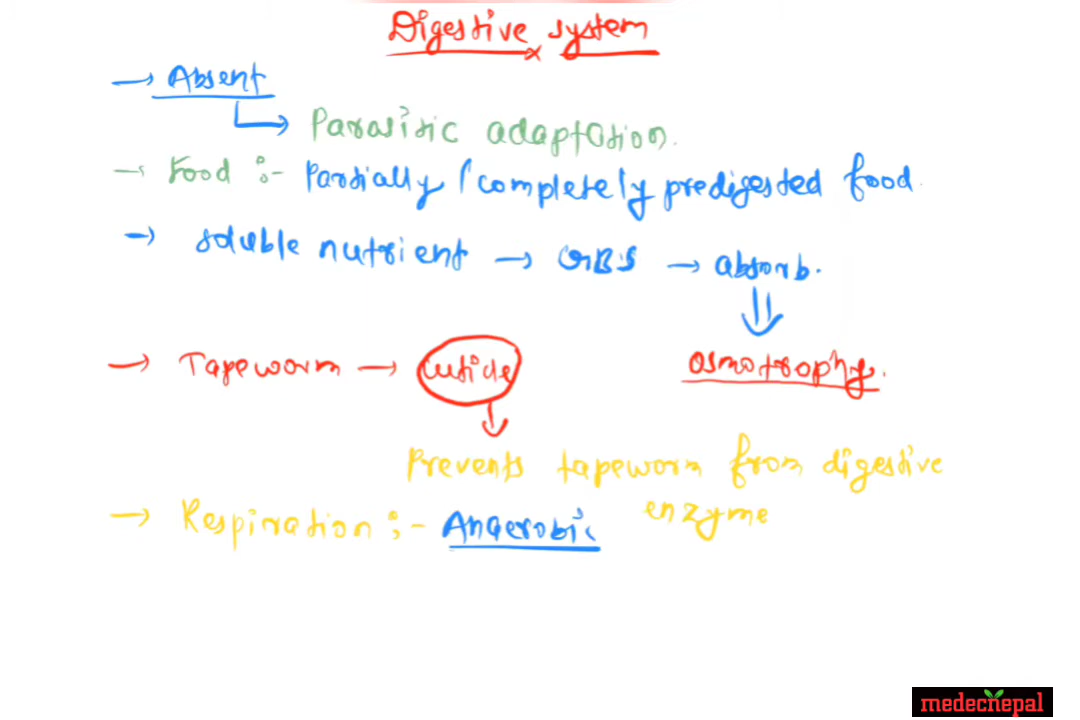 Digestive system
→ Absent
→ Parasitic adaptation.
→ Food :- Partially / completely predigested food.
→ soluble nutrient → GBS → absorb.
→ Tapeworm → Cuticle
osmotrophy.
Prevents tapeworm from digestive enzyme
→ Respiration :- Anaerobic
medecnepal